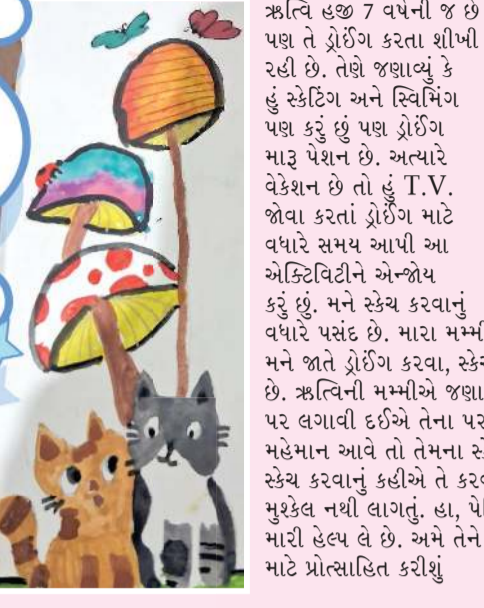 ઋત્વિ હજી 7 વર્ષની જ છે
પણ તે ડ્રોઈંગ કરતા શીખી
રહી છે. તેણે જણાવ્યું કે
હું સ્કેટિંગ અને સ્વિમિંગ
પણ કરું છું પણ ડ્રોઈંગ
મારૂ પેશન છે. અત્યારે
વેકેશન છે તો હું T.V.
જોવા કરતાં ડ્રોઈંગ માટે
વધારે સમય આપી આ
એક્ટિવિટીને એન્જોય
કરું છું. મને સ્કેચ કરવાનું
વધારે પસંદ છે. મારા મમ્મી
મને જાતે ડ્રોઈંગ કરવા,
છે. ઋત્વિની મમ્મીએ
પર લગાવી દઈએ તેના
મહેમાન આવે તો તેમના
સ્કેચ કરવાનું કહીએ તે
મુશ્કેલ નથી લાગતું. હા,
મારી હેલ્પ લે છે. અમે તેને
માટે પ્રોત્સાહિત કરીશું